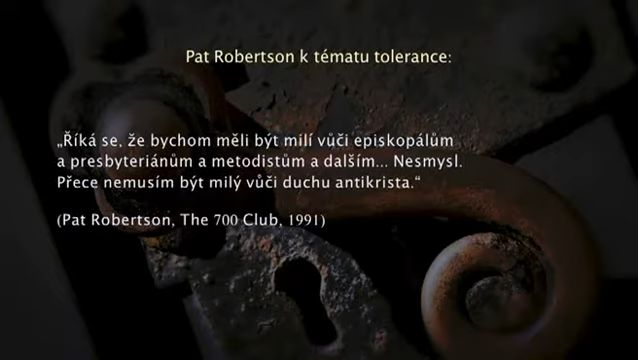 Pat Robertson k tématu tolerance:
„Říká se, že bychom měli být milí vůči episkopálům
a presbyteriánům a metodistům a dalším... Nesmysl.
Přece nemusím být milý vůči duchu antikrista.“
(Pat Robertson, The 700 Club, 1991)